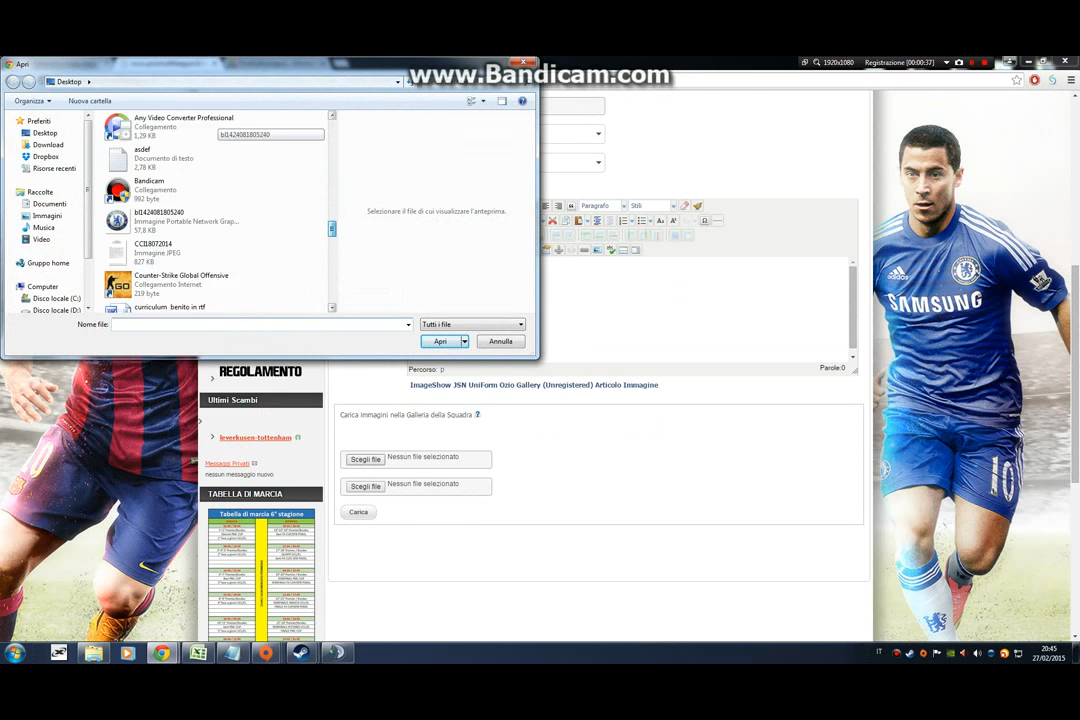 Apri
www.Bandicam.com
1920x1080
Registrazione [00:00:37]
Desktop
Organizza
Nuova cartella
Preferiti
Desktop
Download
Dropbox
Risorse recenti
Raccolte
Documenti
Immagini
Musica
Video
Gruppo home
Computer
Disco locale (C:)
Disco locale (D:)
Any Video Converter Professional
Collegamento
1,29 KB
bl1424081805240
asdef
Documento di testo
2,78 KB
Bandicam
Collegamento
992 byte
bl1424081805240
Immagine Portable Network Grap...
57,8 KB
CCI18072014
Immagine JPEG
827 KB
Counter-Strike Global Offensive
Collegamento Internet
219 byte
curriculum benito in rtf
Selezionare il file di cui visualizzare l'anteprima.
Nome file:
Tutti i file
Apri
Annulla
Paragrafo
Stili
Percorso: p
Parole:0
ImageShow JSN UniForm Ozio Gallery (Unregistered) Articolo Immagine
Carica immagini nella Galleria della Squadra ?
Scegli file
Nessun file selezionato
Scegli file
Nessun file selezionato
Carica
REGOLAMENTO
Ultimi Scambi
leverkusen-tottenham
Messaggi Privati
nessun messaggio nuovo
TABELLA DI MARCIA
Tabella di marcia 6° stagione
adidas
SAMSUNG
10
IT
20:45
27/02/2015